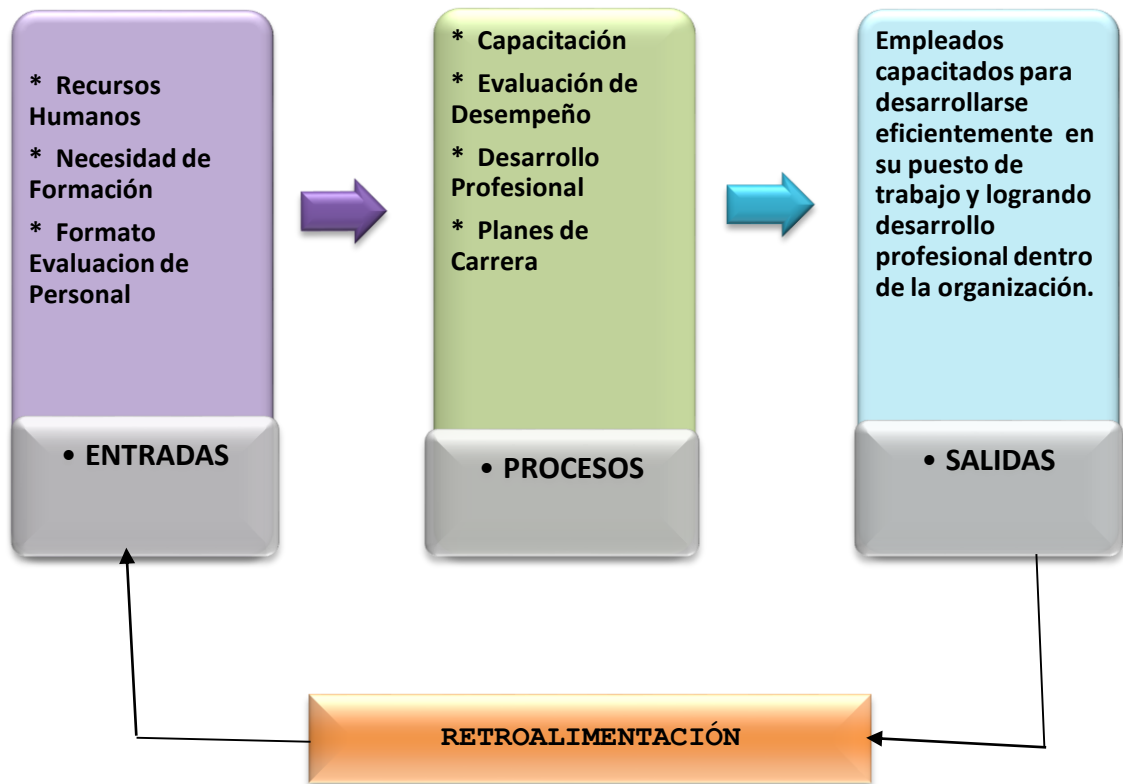 * Recursos
Humanos
* Necesidad de
Formación
* Formato
Evaluacion de
Personal
• ENTRADAS
* Capacitación
* Evaluación de
Desempeño
* Desarrollo
Profesional
* Planes de
Carrera
• PROCESOS
Empleados
capacitados para
desarrollarse
eficientemente en
su puesto de
trabajo y logrando
desarrollo
profesional dentro
de la organización.
• SALIDAS
RETROALIMENTACIÓN